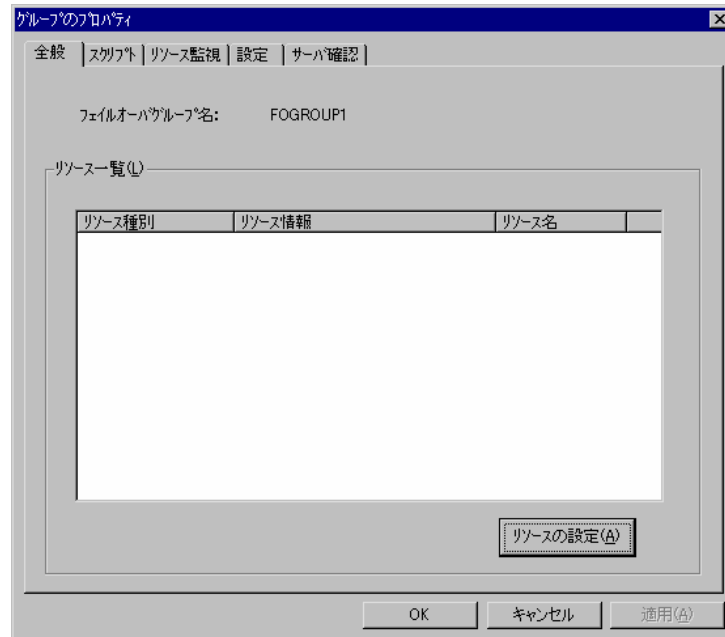 ｸﾞﾙｰﾌﾟのﾌﾟﾛﾊﾟﾃｨ
全般 ｽｸﾘﾌﾟﾄ ﾘｿｰｽ監視 設定 ｻｰﾊﾞ確認
ﾌｪｲﾙｵｰﾊﾞｸﾞﾙｰﾌﾟ名: FOGROUP1
ﾘｿｰｽ一覧(L)
ﾘｿｰｽ種別 ﾘｿｰｽ情報 ﾘｿｰｽ名
ﾘｿｰｽの設定(A)
OK ｷｬﾝｾﾙ 適用(A)